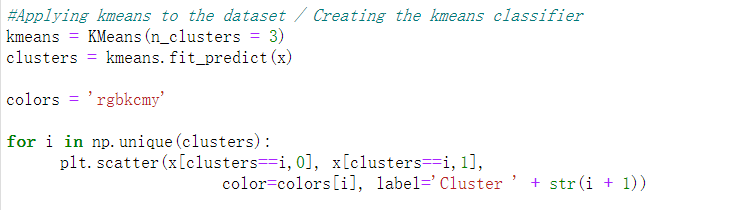 #Applying kmeans to the dataset / Creating the kmeans classifier
kmeans = KMeans(n_clusters = 3)
clusters = kmeans.fit_predict(x)
colors = 'rgbkcmy'
for i in np.unique(clusters):
plt.scatter(x[clusters==i,0], x[clusters==i,1],
color=colors[i], label='Cluster ' + str(i + 1))